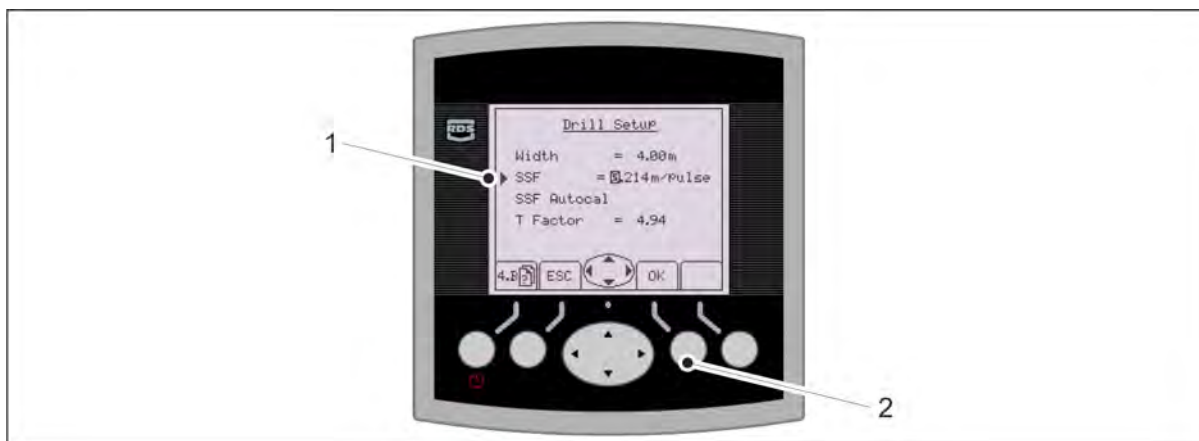 RDS
Drill Setup
Width = 4.00m
1
SSF = 0.214m/pulse
SSF Autocal
T Factor = 4.94
4.B ESC OK
2